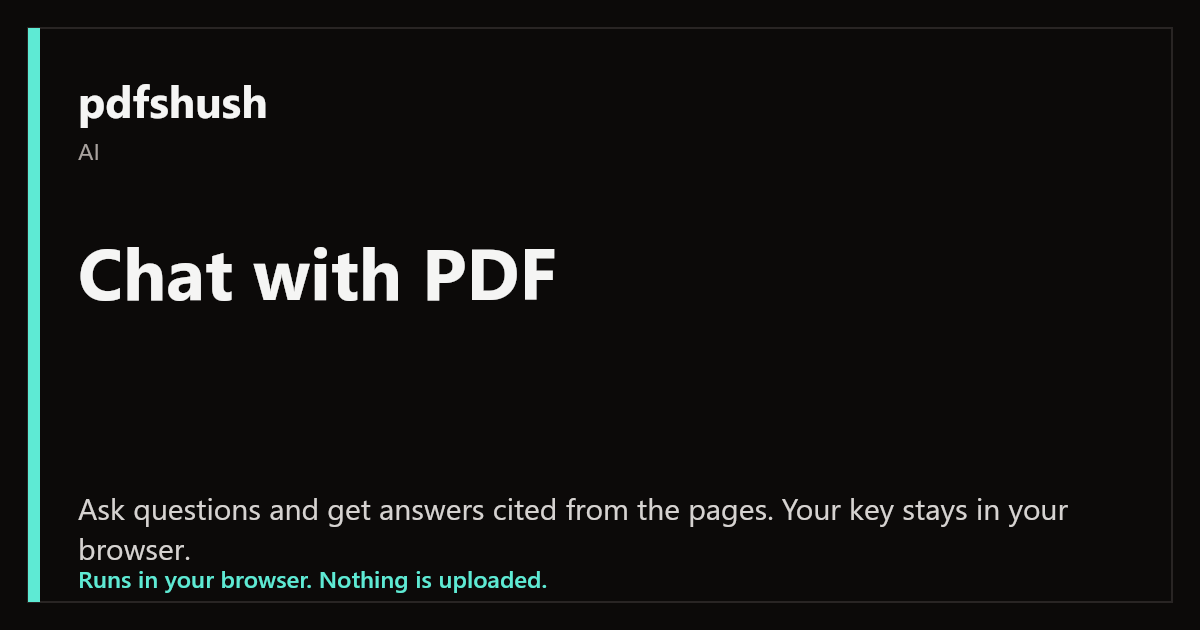 pdfshush
AI
Chat with PDF
Ask questions and get answers cited from the pages. Your key stays in your
browser.
Runs in your browser. Nothing is uploaded.